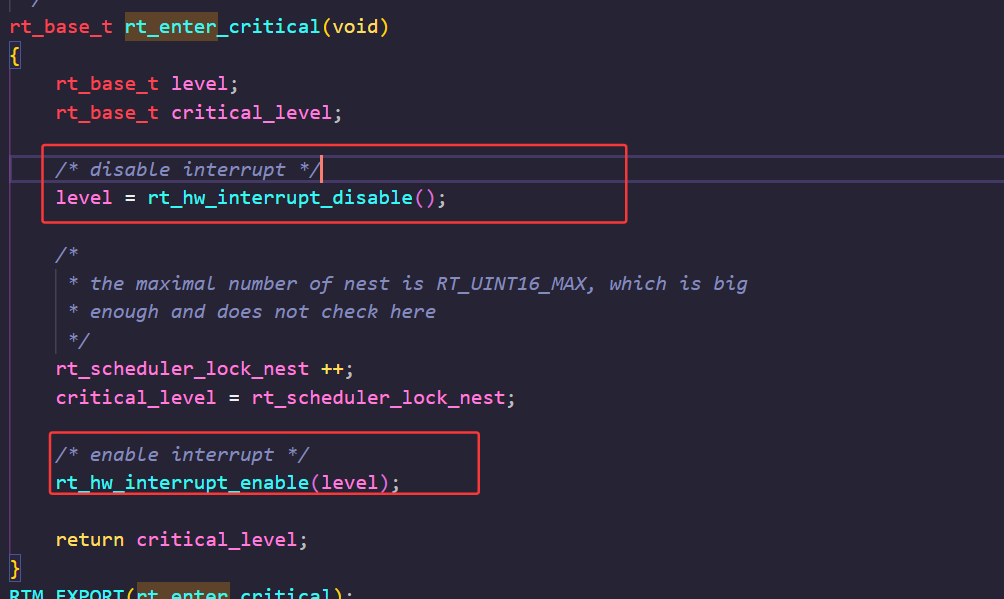 /
rt_base_t rt_enter_critical(void)
{
rt_base_t level;
rt_base_t critical_level;
/* disable interrupt */
level = rt_hw_interrupt_disable();
/*
* the maximal number of nest is RT_UINT16_MAX, which is big
* enough and does not check here
*/
rt_scheduler_lock_nest ++;
critical_level = rt_scheduler_lock_nest;
/* enable interrupt */
rt_hw_interrupt_enable(level);
return critical_level;
}
RTM_EXPORT(rt_enter_critical);